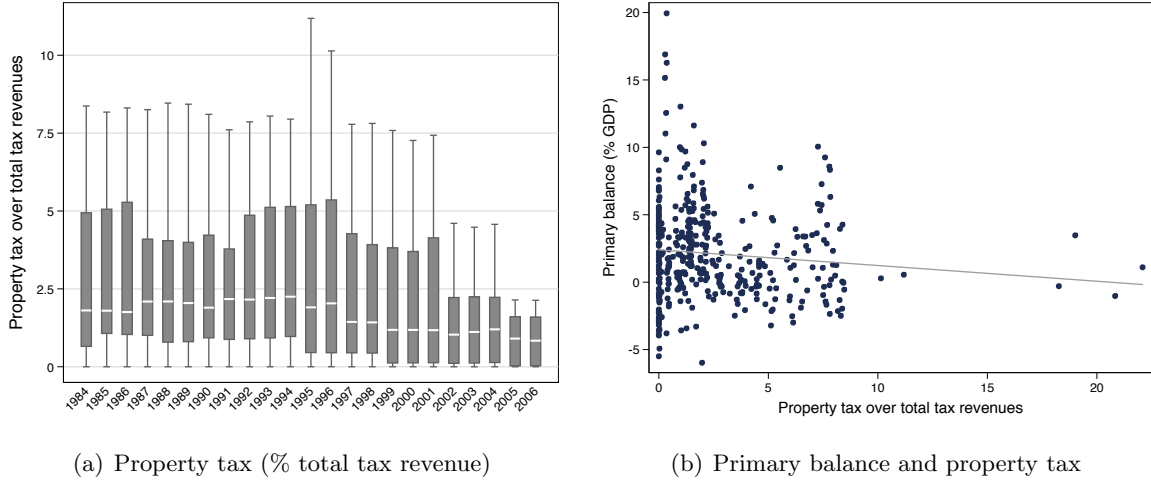 Property tax over total tax revenues
10
7.5
5
2.5
0
1984 1985 1986 1987 1988 1989 1990 1991 1992 1993 1994 1995 1996 1997 1998 1999 2000 2001 2002 2003 2004 2005 2006
(a) Property tax (% total tax revenue)
Primary balance (% GDP)
20
15
10
5
0
-5
0 5 10 15 20
Property tax over total tax revenues
(b) Primary balance and property tax